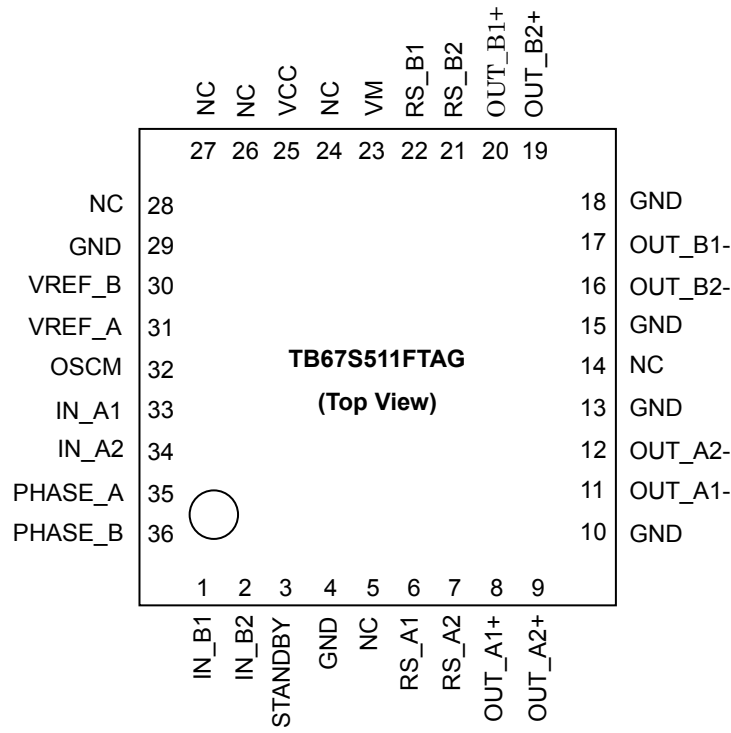 NC NC VCC NC VM RS_B1 RS_B2 OUT_B1+ OUT_B2+
27 26 25 24 23 22 21 20 19
NC 28
GND 29
VREF_B 30
VREF_A 31
OSCM 32
IN_A1 33
IN_A2 34
PHASE_A 35
PHASE_B 36
TB67S511FTAG
(Top View)
18 GND
17 OUT_B1-
16 OUT_B2-
15 GND
14 NC
13 GND
12 OUT_A2-
11 OUT_A1-
10 GND
1 2 3 4 5 6 7 8 9
IN_B1 IN_B2 STANDBY GND NC RS_A1 RS_A2 OUT_A1+ OUT_A2+